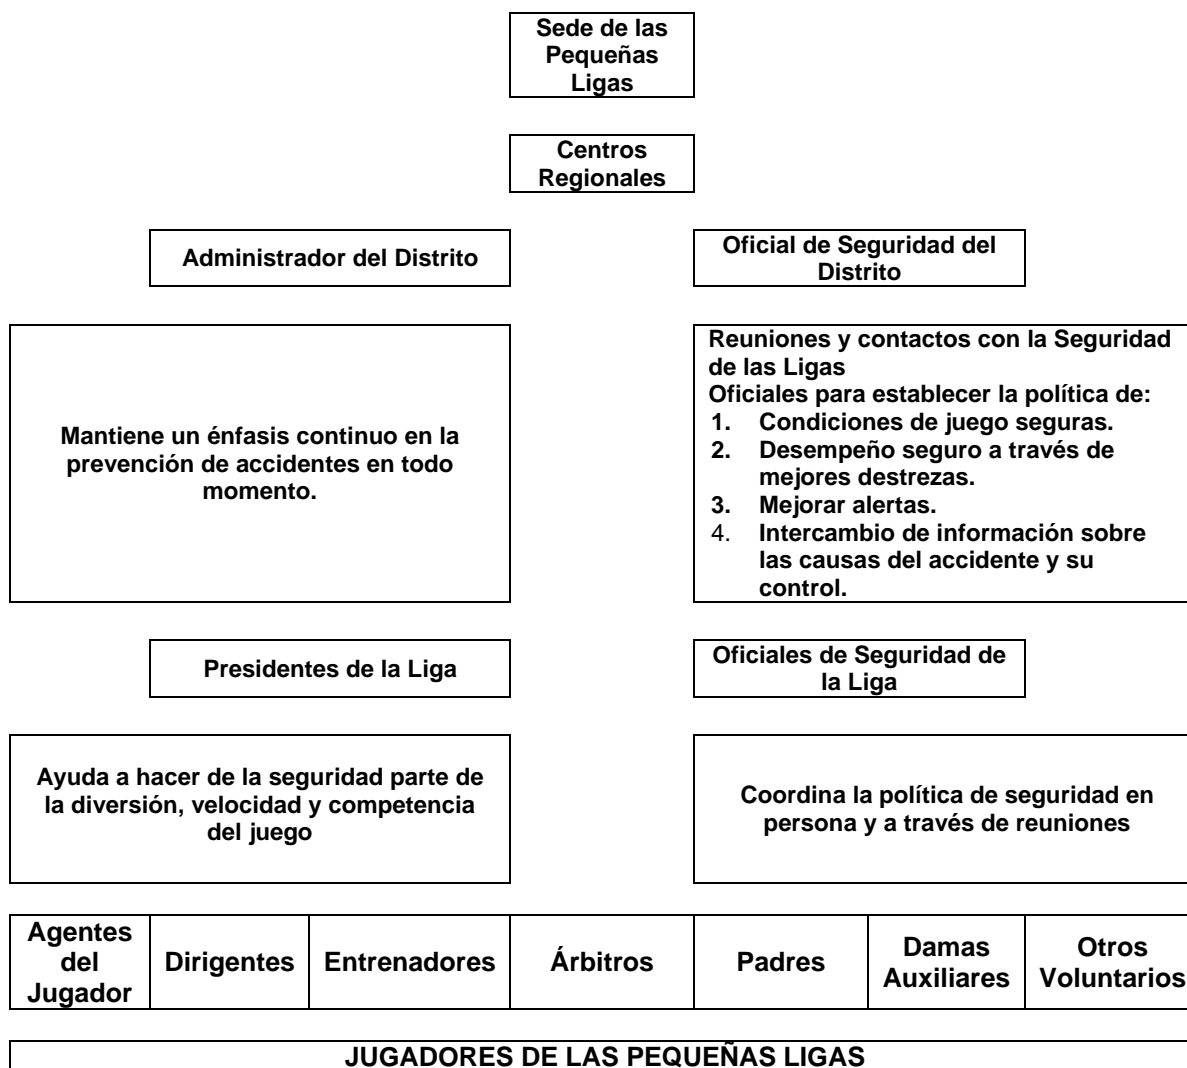 Sede de las
Pequeñas
Ligas
Centros
Regionales
Administrador del Distrito
Oficial de Seguridad del
Distrito
Mantiene un énfasis continuo en la
prevención de accidentes en todo
momento.
Reuniones y contactos con la Seguridad
de las Ligas
Oficiales para establecer la política de:
1. Condiciones de juego seguras.
2. Desempeño seguro a través de
mejores destrezas.
3. Mejorar alertas.
4. Intercambio de información sobre
las causas del accidente y su
control.
Presidentes de la Liga
Oficiales de Seguridad de
la Liga
Ayuda a hacer de la seguridad parte de
la diversión, velocidad y competencia
del juego
Coordina la política de seguridad en
persona y a través de reuniones
Agentes
del
Jugador
Dirigentes
Entrenadores
Árbitros
Padres
Damas
Auxiliares
Otros
Voluntarios
JUGADORES DE LAS PEQUEÑAS LIGAS